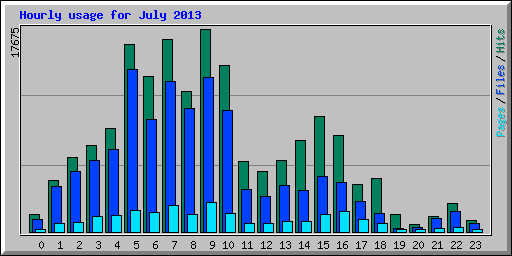 Hourly usage for July 2013
17675
Pages/Files/Hits
0 1 2 3 4 5 6 7 8 9 10 11 12 13 14 15 16 17 18 19 20 21 22 23